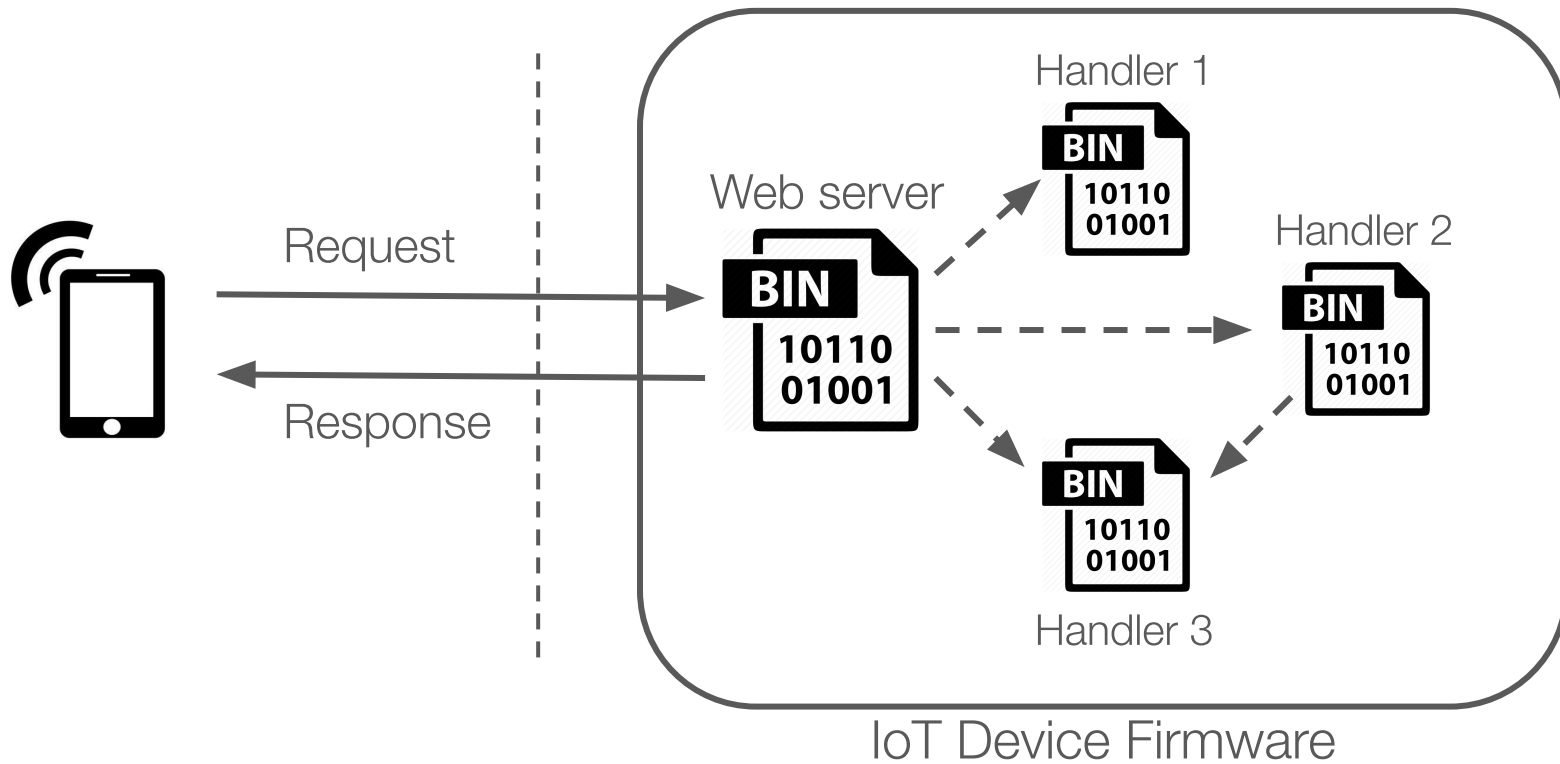 Handler 1
BIN
10110
01001
Web server
BIN
10110
01001
Handler 2
BIN
10110
01001
Request
Response
BIN
10110
01001
Handler 3
IoT Device Firmware